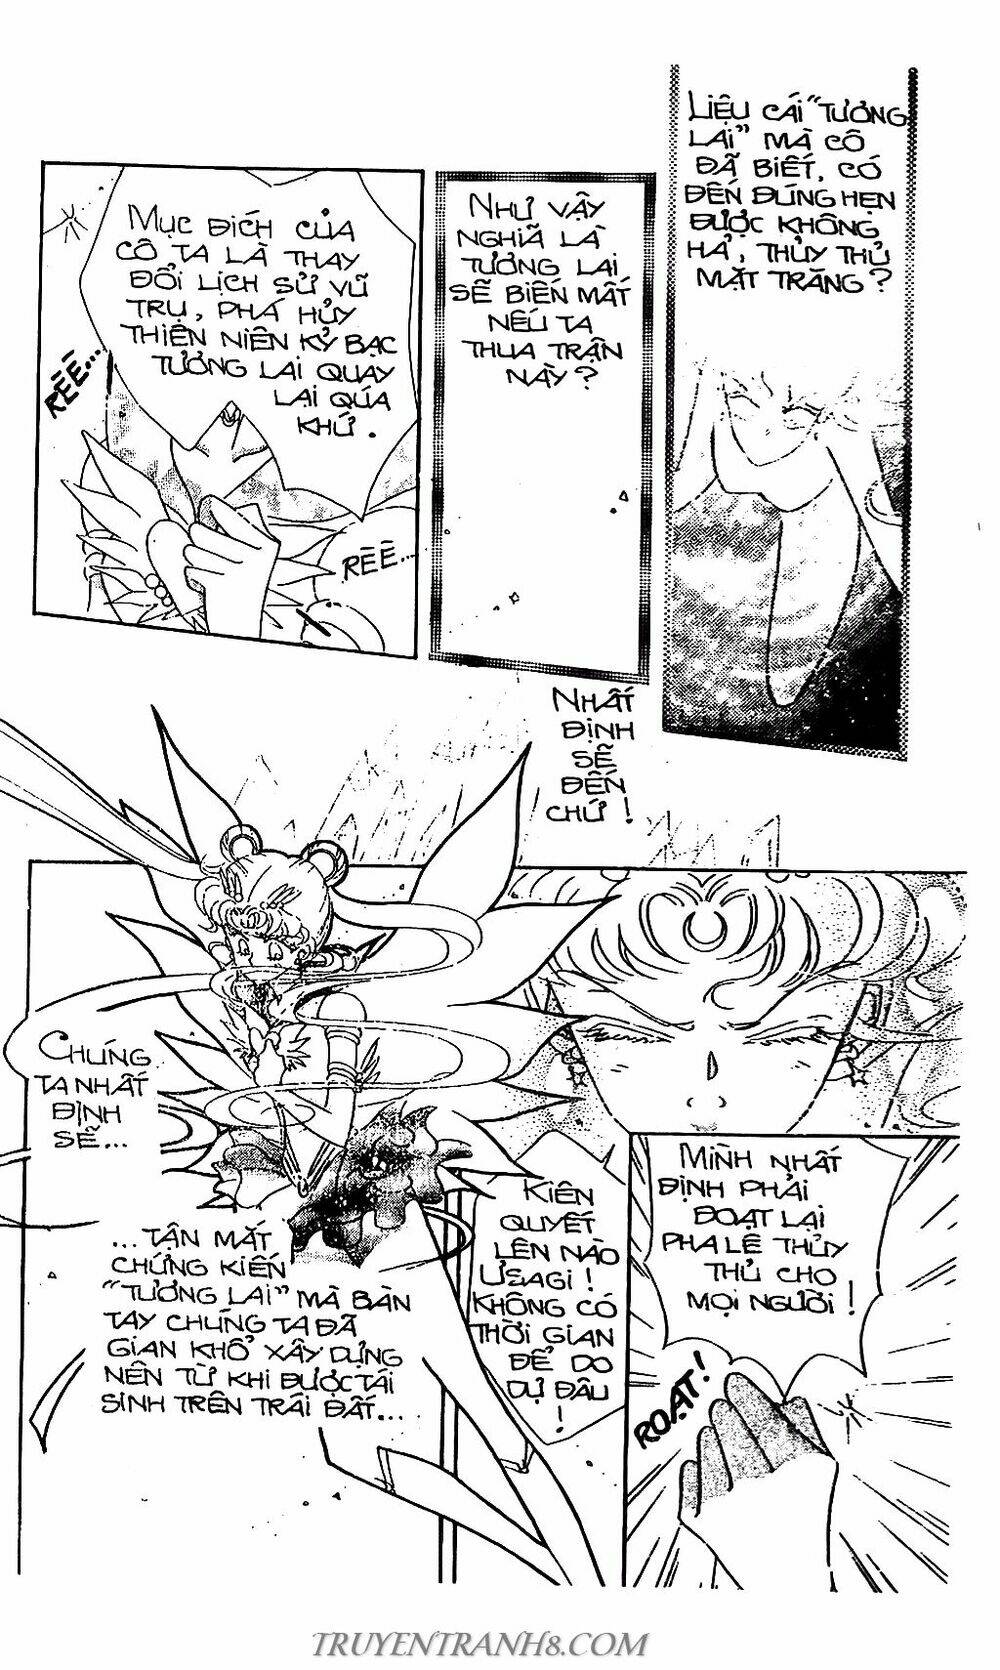 LIỆU CÁI "TƯƠNG
LAI" MÀ CÔ
ĐÃ BIẾT, CÓ
ĐẾN ĐÚNG HẸN
ĐƯỢC KHÔNG
HẢ, THỦY THỦ
MẶT TRĂNG?
NHƯ VẬY
NGHIÃ LÀ
TƯƠNG LAI
SẼ BIẾN MẤT
NẾU TA
THUA TRẬN
NÀY?
MỤC ĐÍCH CỦA
CÔ TA LÀ THAY
ĐỔI LỊCH SỬ VŨ
TRỤ, PHÁ HỦY
THIÊN NIÊN KỶ BẠC
TƯƠNG LAI QUAY
LẠI QÚA
KHỨ.
RÈÈ...
RÈÈ...
NHẤT
ĐỊNH
SẼ
ĐẾN
CHỨ!
MÌNH NHẤT
ĐỊNH PHẢI
ĐOẠT LẠI
PHA LÊ THỦY
THỦ CHO
MỌI NGƯỜI!
ROẠT!
KIÊN
QUYẾT
LÊN NÀO
USAGI!
KHÔNG CÓ
THỜI GIAN
ĐỂ DO
DỰ ĐÂU
!
CHÚNG
TA NHẤT
ĐỊNH
SẼ...
...TẬN MẮT
CHỨNG KIẾN
"TƯƠNG LAI" MÀ BÀN
TAY CHÚNG TA ĐÃ
GIAN KHỔ XÂY DỰNG
NÊN TỪ KHI ĐƯỢC TÁI
SINH TRÊN TRÁI ĐẤT...
TRUYENTRANH8.COM